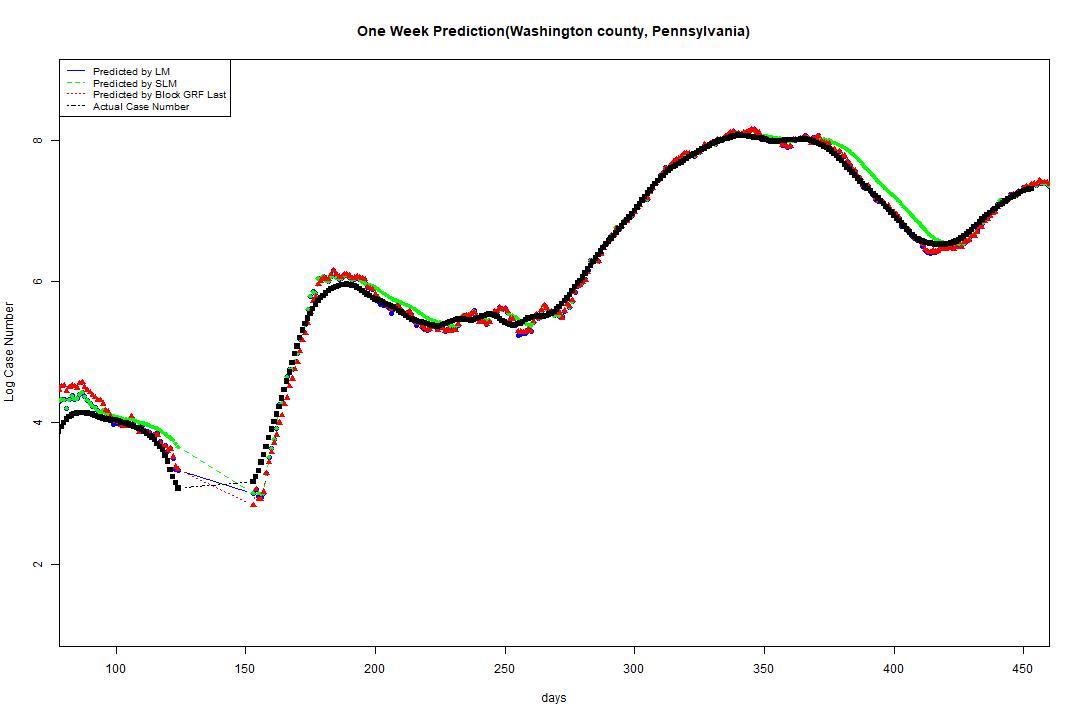 One Week Prediction(Washington county, Pennsylvania)
Predicted by LM
Predicted by SLM
Predicted by Block GRF Last
Actual Case Number
8
6
4
2
Log Case Number
100 150 200 250 300 350 400 450
days